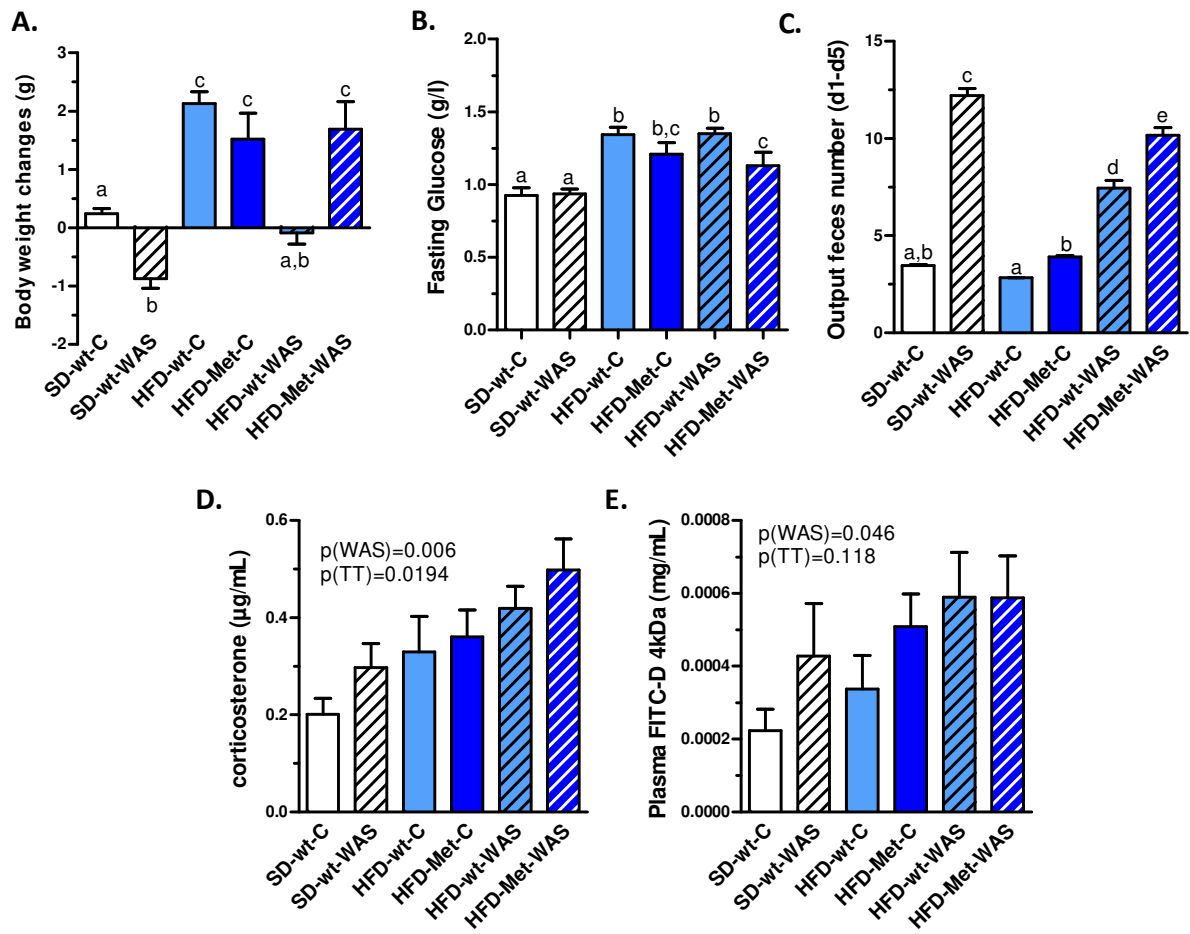 A.
Body weight changes (g)
3
2
1
0
-1
-2
a
b
c
c
a,b
c
SD-wt-C
SD-wt-WAS
HFD-wt-C
HFD-Met-C
HFD-wt-WAS
HFD-Met-WAS
B.
Fasting Glucose (g/l)
2.0
1.5
1.0
0.5
0.0
a
a
b
b,c
b
c
SD-wt-C
SD-wt-WAS
HFD-wt-C
HFD-Met-C
HFD-wt-WAS
HFD-Met-WAS
C.
Output feces number (d1-d5)
15
10
5
0
a,b
c
a
b
d
e
SD-wt-C
SD-wt-WAS
HFD-wt-C
HFD-Met-C
HFD-wt-WAS
HFD-Met-WAS
D.
corticosterone (µg/mL)
0.6
0.4
0.2
0.0
p(WAS)=0.006
p(TT)=0.0194
SD-wt-C
SD-wt-WAS
HFD-wt-C
HFD-Met-C
HFD-wt-WAS
HFD-Met-WAS
E.
Plasma FITC-D 4kDa (mg/mL)
0.0008
0.0006
0.0004
0.0002
0.0000
p(WAS)=0.046
p(TT)=0.118
SD-wt-C
SD-wt-WAS
HFD-wt-C
HFD-Met-C
HFD-wt-WAS
HFD-Met-WAS